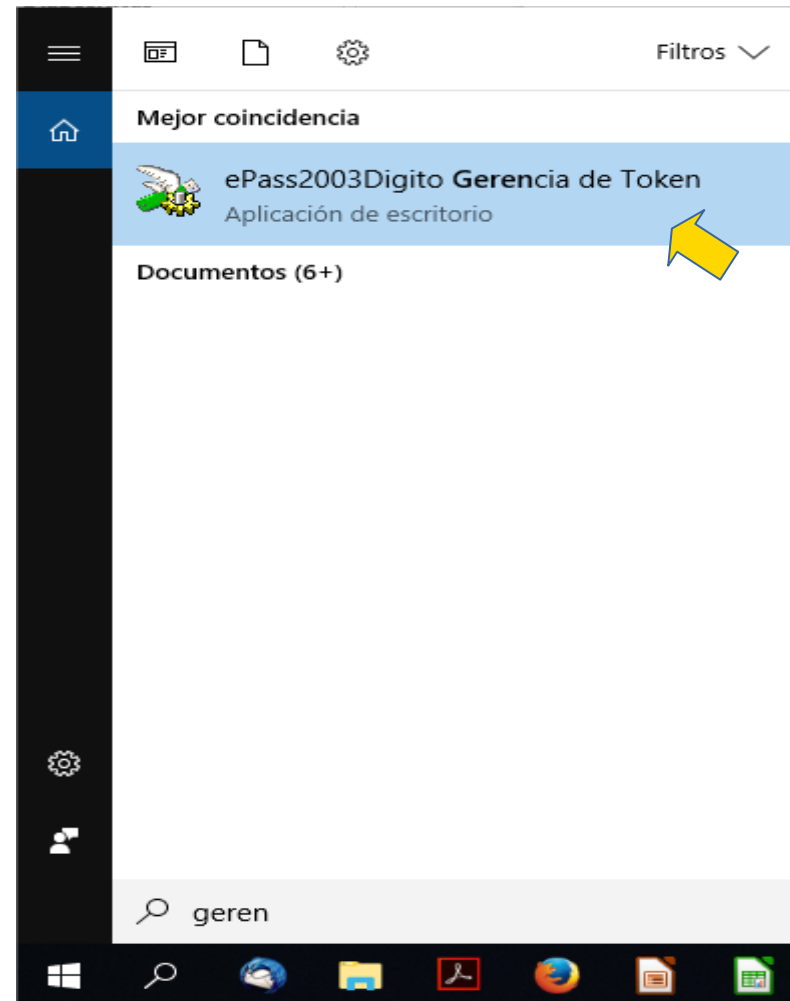 Filtros
Mejor coincidencia
ePass2003Digito Gerencia de Token
Aplicación de escritorio
Documentos (6+)
geren